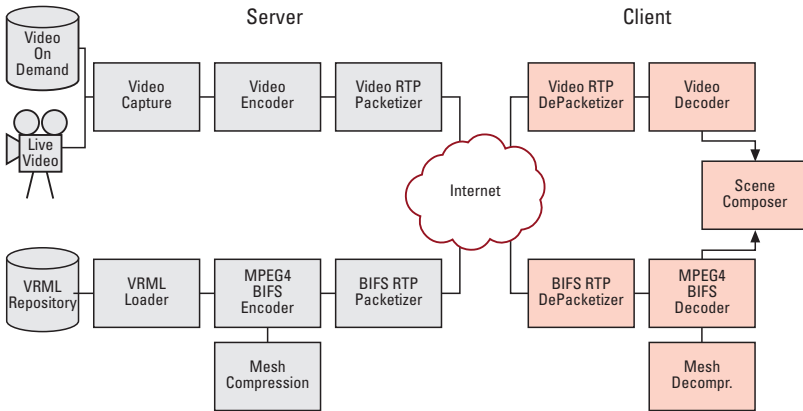 Server
Client
Video
On
Demand
Video
Capture
Video
Encoder
Video RTP
Packetizer
Video RTP
DePacketizer
Video
Decoder
Live
Video
Internet
Scene
Composer
VRML
Repository
VRML
Loader
MPEG4
BIFS
Encoder
BIFS RTP
Packetizer
BIFS RTP
DePacketizer
MPEG4
BIFS
Decoder
Mesh
Compression
Mesh
Decompr.